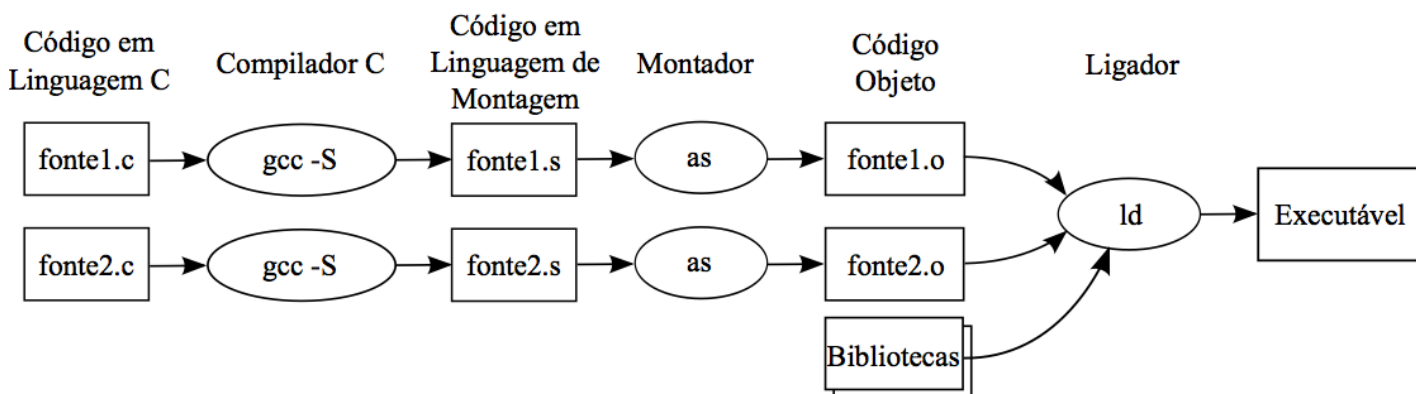 Código em
Linguagem C
Compilador C
Código em
Linguagem de
Montagem
Montador
Código
Objeto
Ligador
fonte1.c
gcc -S
fonte1.s
as
fonte1.o
ld
Executável
fonte2.c
gcc -S
fonte2.s
as
fonte2.o
Bibliotecas